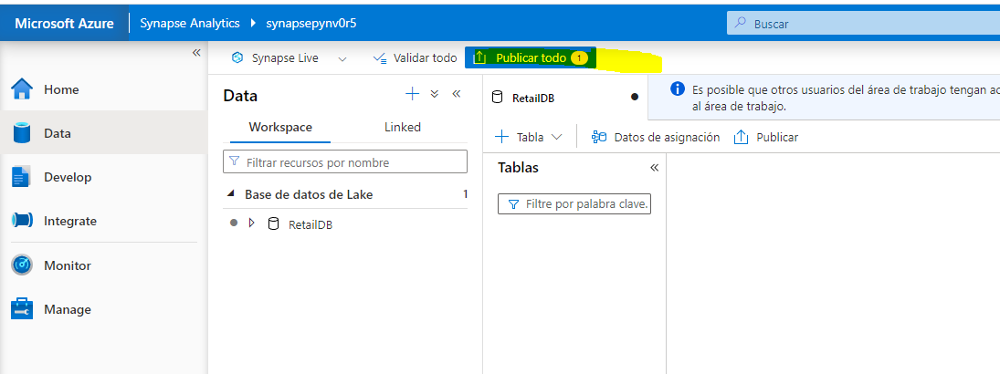 Microsoft Azure
Synapse Analytics
synapsepynv0r5
Buscar
Home
Data
Develop
Integrate
Monitor
Manage
Synapse Live
Validar todo
Publicar todo 1
Data
Workspace
Linked
Filtrar recursos por nombre
Base de datos de Lake 1
RetailDB
RetailDB
Es posible que otros usuarios del área de trabajo tengan ac
al área de trabajo.
Tabla
Datos de asignación
Publicar
Tablas
Filtre por palabra clave.